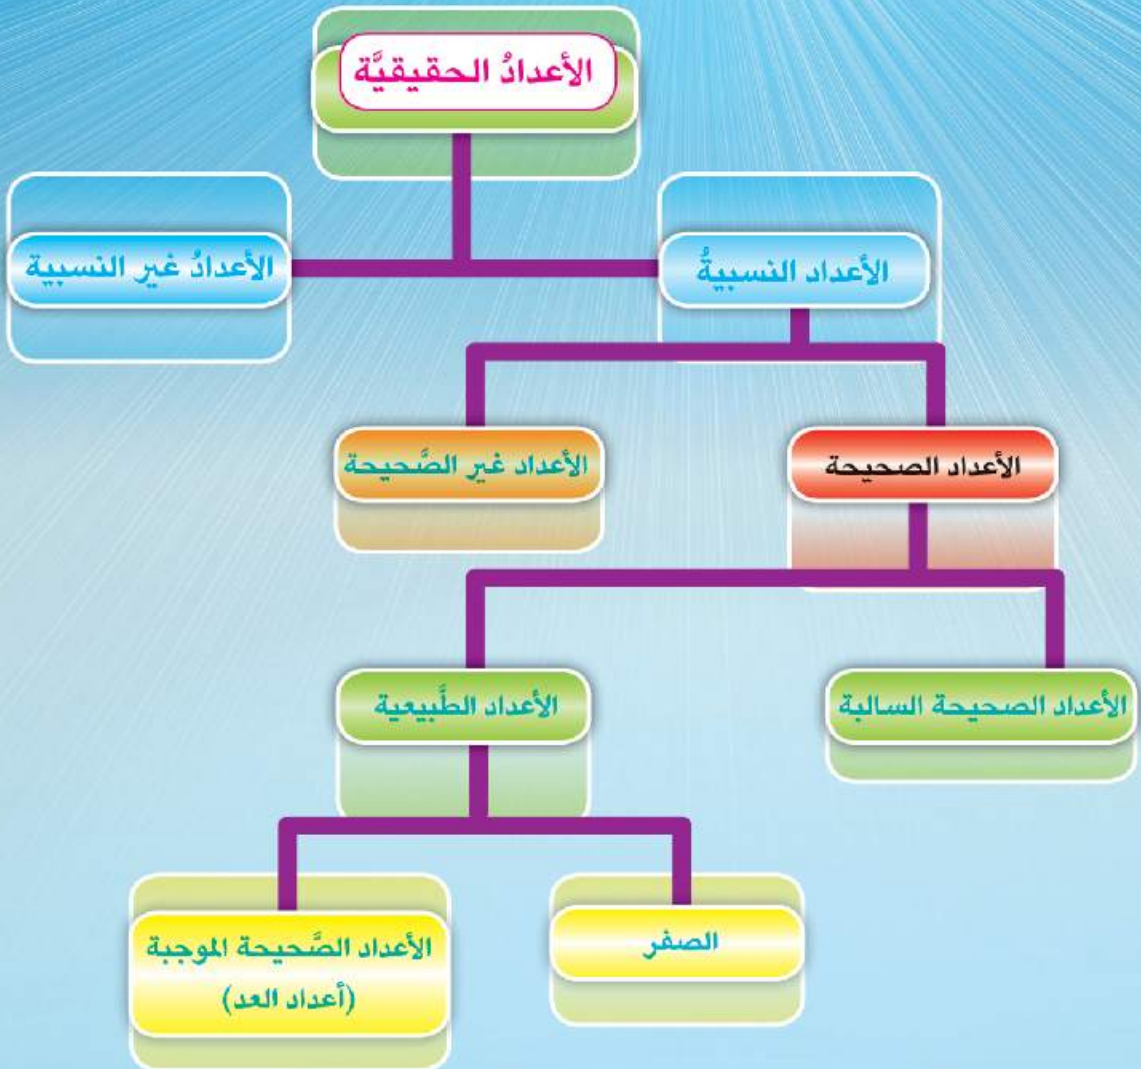 الأعدادُ الحقيقيَّة
الأعداد النسبيةُ
الأعدادُ غير النسبية
الأعداد الصحيحة
الأعداد غير الصَّحيحة
الأعداد الصحيحة السالبة
الأعداد الطَّبيعية
الصفر
الأعداد الصَّحيحة الموجبة
(أعداد العد)